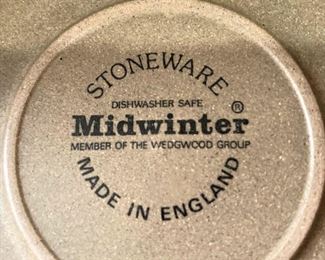 STONEWARE
DISHWASHER SAFE
Midwinter ®
MEMBER OF THE WEDGWOOD GROUP
MADE IN ENGLAND